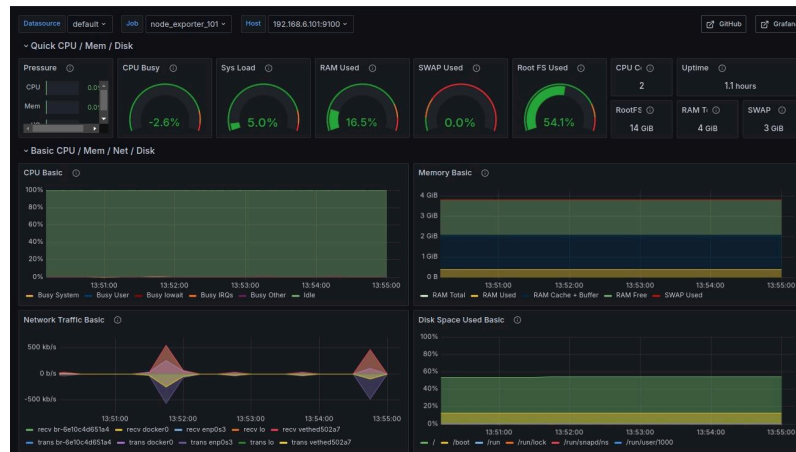 Datasource default Job node_exporter_101 Host 192.168.6.101:9100 GitHub Grafana
Quick CPU / Mem / Disk
Pressure CPU Busy Sys Load RAM Used SWAP Used Root FS Used CPU Co Uptime
CPU 0.0
Mem 0.0
-2.6% 5.0% 16.5% 0.0% 54.1% 2 1.1 hours
RootFS RAM To SWAP
14 GiB 4 GiB 3 GiB
Basic CPU / Mem / Net / Disk
CPU Basic
100%
80%
60%
40%
20%
0%
13:51:00 13:52:00 13:53:00 13:54:00 13:55:00
Busy System Busy User Busy Iowait Busy IRQs Busy Other Idle
Memory Basic
4 GiB
3 GiB
2 GiB
1 GiB
0 B
13:51:00 13:52:00 13:53:00 13:54:00 13:55:00
RAM Total RAM Used RAM Cache + Buffer RAM Free SWAP Used
Network Traffic Basic
500 kb/s
0 b/s
-500 kb/s
13:51:00 13:52:00 13:53:00 13:54:00 13:55:00
recv br-6e10c4d651a4 recv docker0 recv enp0s3 recv lo recv vethed502a7
trans br-6e10c4d651a4 trans docker0 trans enp0s3 trans lo trans vethed502a7
Disk Space Used Basic
100%
80%
60%
40%
20%
0%
13:51:00 13:52:00 13:53:00 13:54:00 13:55:00
/ /boot /run /run/lock /run/snapd/ns /run/user/1000